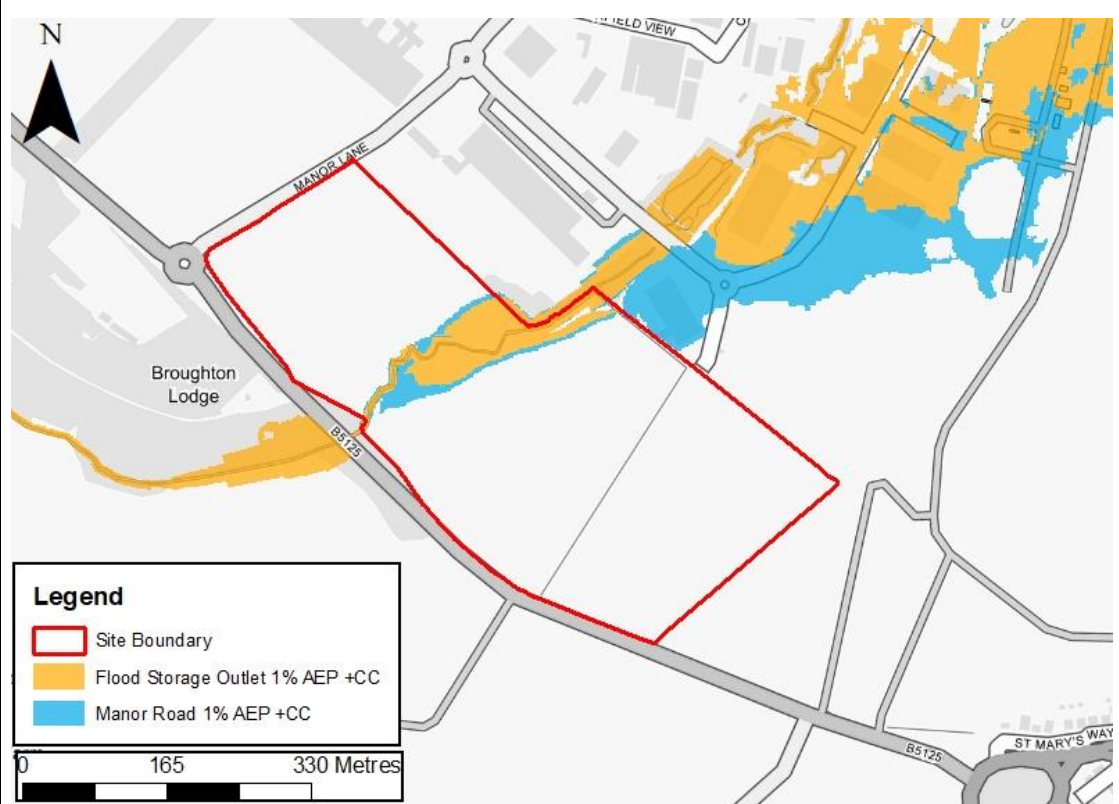 N
FIELD VIEW
MANOR LANE
Broughton
Lodge
B5125
Legend
Site Boundary
Flood Storage Outlet 1% AEP +CC
Manor Road 1% AEP +CC
0 165 330 Metres
B5125
ST MARY'S WAY